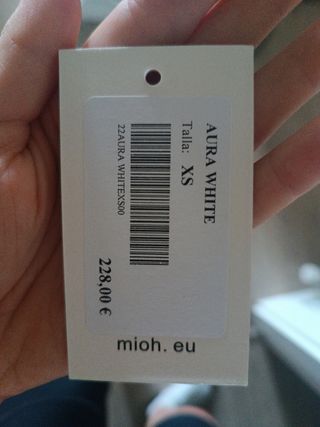 AURA WHITE
Talla: XS
22AURA WHITEXS00
228,00 €
mioh. eu